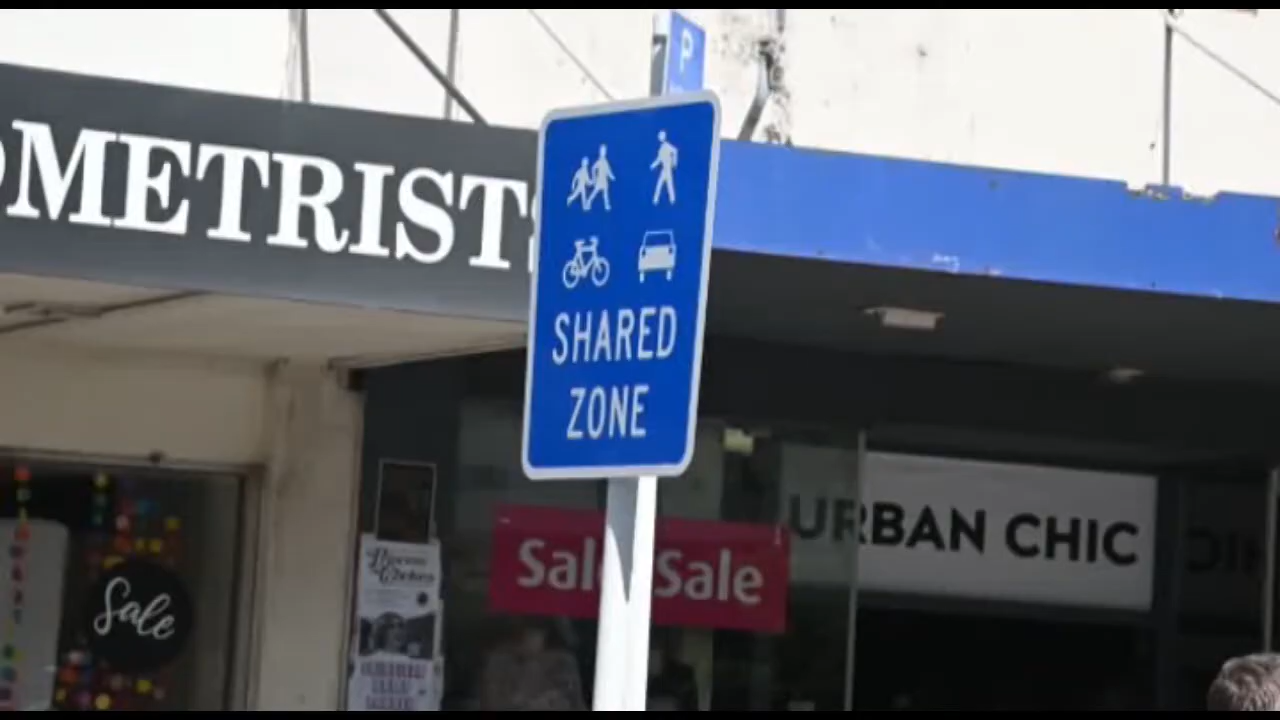 P
OMETRISTS
SHARED
ZONE
URBAN CHIC
Sale Sale
Sale